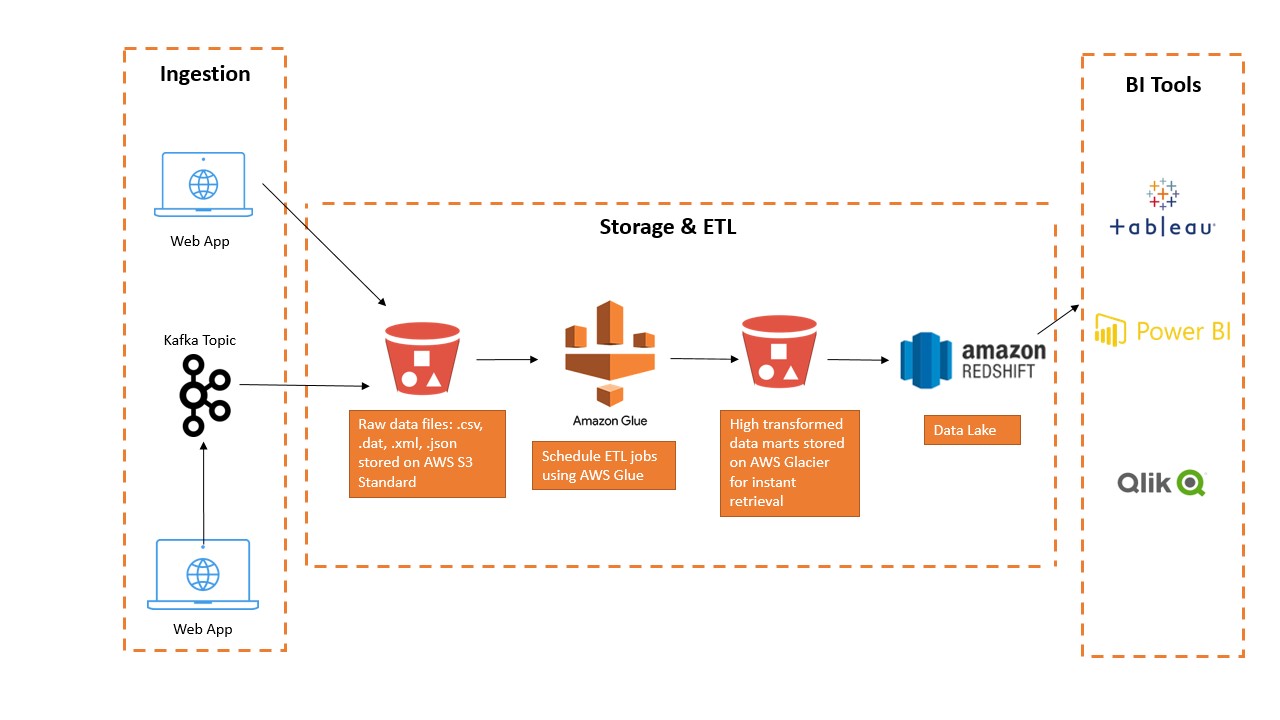 Ingestion
Web App
Kafka Topic
Web App
Storage & ETL
Raw data files: .csv,
.dat, .xml, .json
stored on AWS S3
Standard
Amazon Glue
Schedule ETL jobs
using AWS Glue
High transformed
data marts stored
on AWS Glacier
for instant
retrieval
amazon
REDSHIFT
Data Lake
BI Tools
+ableau
Power BI
Qlik